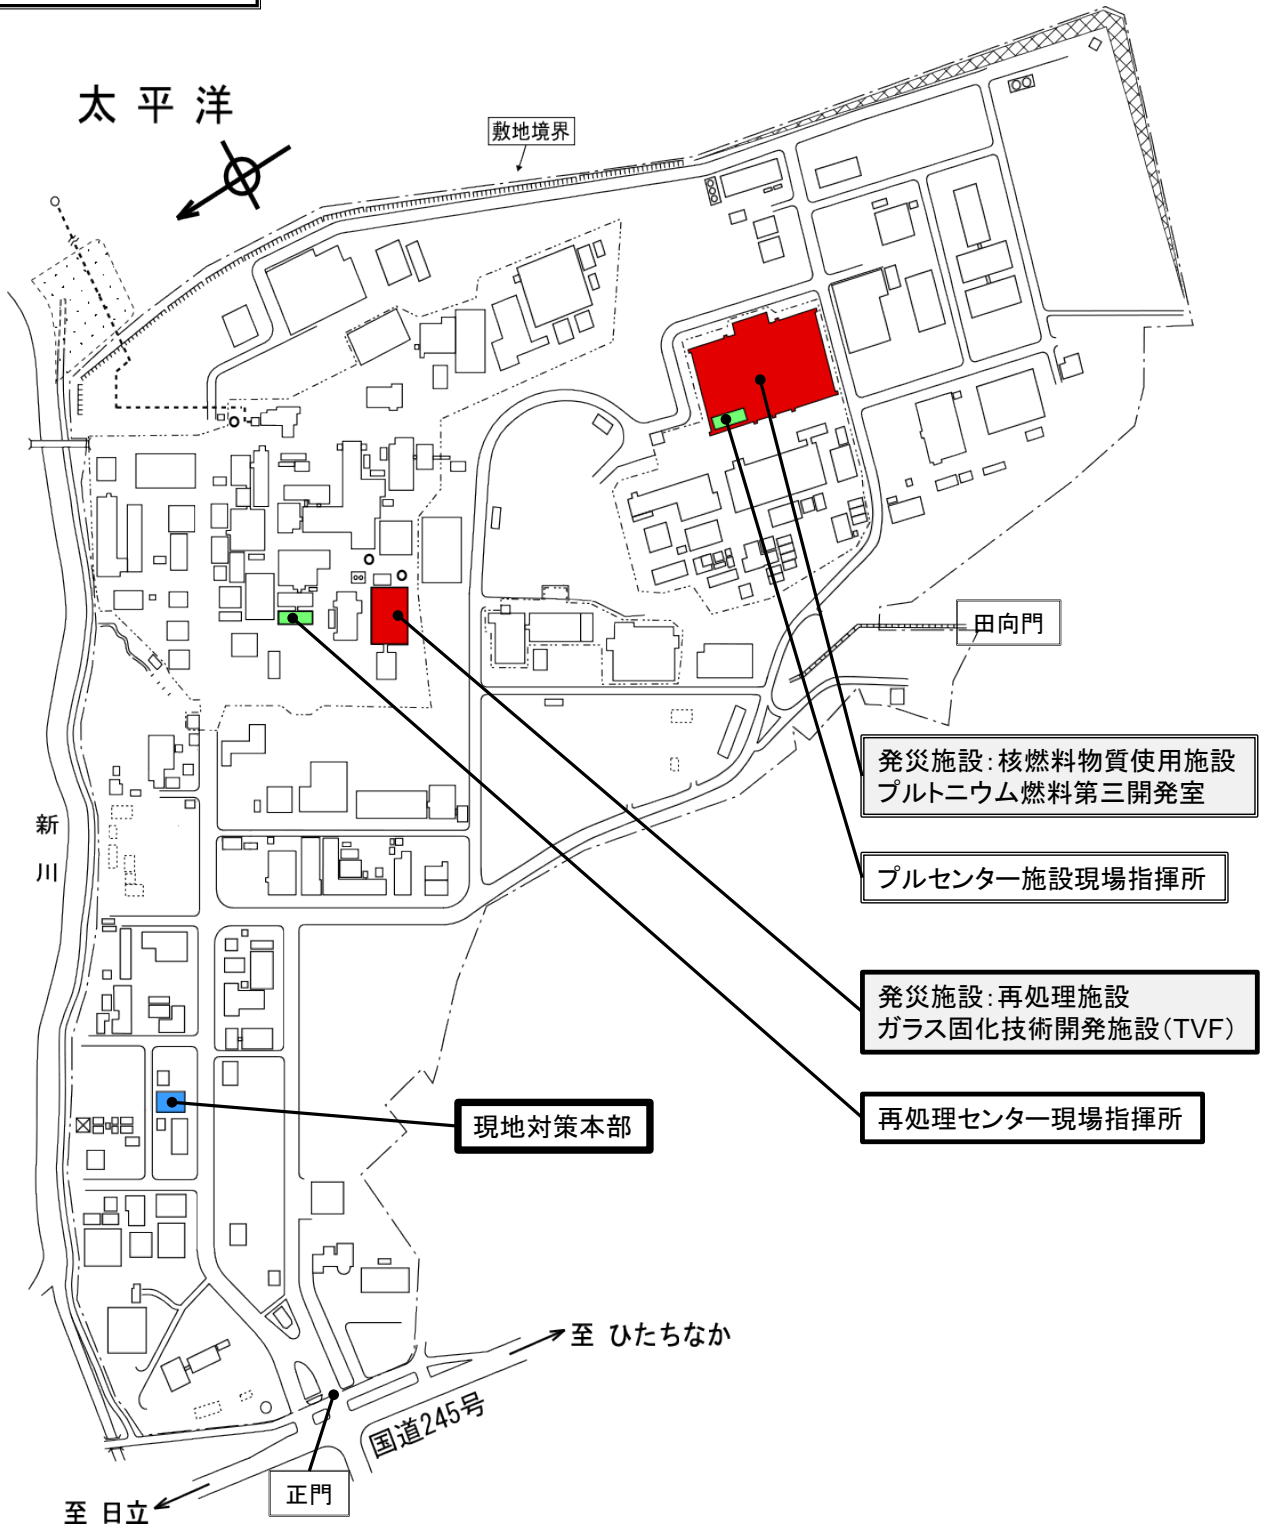 太平洋
敷地境界
田向門
発災施設：核燃料物質使用施設
プルトニウム燃料第三開発室
プルセンター施設現場指揮所
新川
発災施設：再処理施設
ガラス固化技術開発施設（TVF）
現地対策本部
再処理センター現場指揮所
至 ひたちなか
国道245号
正門
至 日立